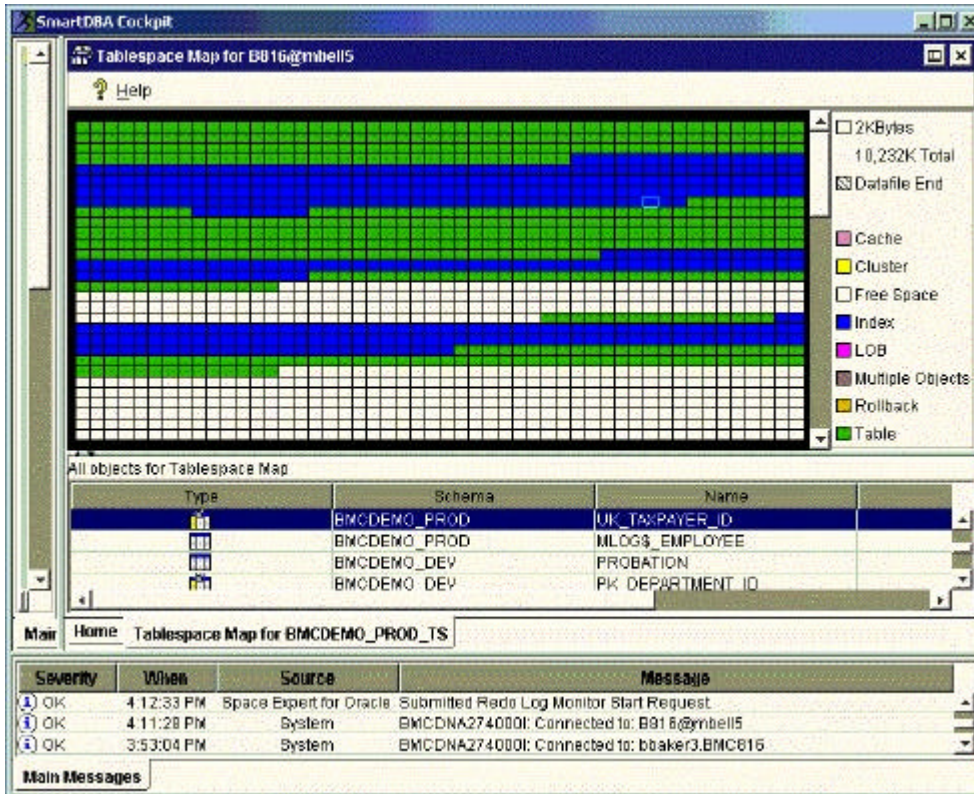 SmartDBA Cockpit
Tablespace Map for B816@mbell5
Help
2KBytes
10,232K Total
Datafile End
Cache
Cluster
Free Space
Index
LOB
Multiple Objects
Rollback
Table
All objects for Tablespace Map
Type Schema Name
BMCDEMO_PROD UK_TAXPAYER_ID
BMCDEMO_PROD MLOG$_EMPLOYEE
BMCDEMO_DEV PROBATION
BMCDEMO_DEV PK_DEPARTMENT_ID
Main Home Tablespace Map for BMCDEMO_PROD_TS
Severity When Source Message
OK 4:12:33 PM Space Expert for Oracle Submitted Redo Log Monitor Start Request
OK 4:11:28 PM System BMCDNA274000I: Connected to: B816@mbell5
OK 3:53:04 PM System BMCDNA274000I: Connected to: bbaker3.BMC816
Main Messages